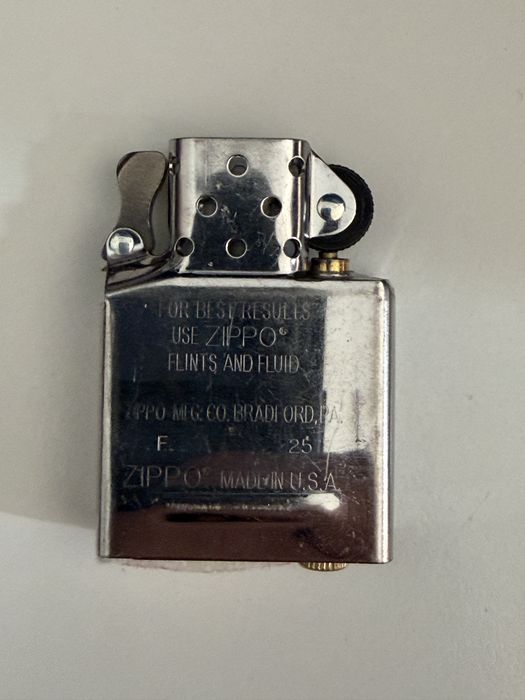 FOR BEST RESULTS
USE ZIPPO®
FLINTS AND FLUID
ZIPPO MFG. CO. BRADFORD, PA.
E 25
ZIPPO® MADE IN U.S.A.